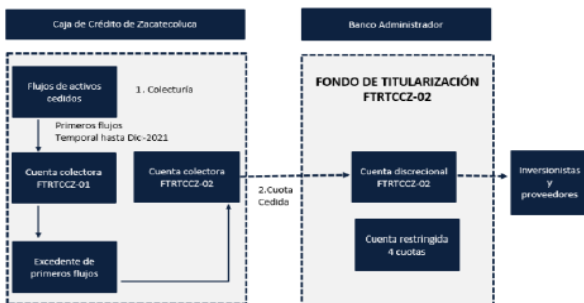 Caja de Crédito de Zacatecoluca
Banco Administrador
Flujos de activos
cedidos
1. Colecturía
Primeros flujos
Temporal hasta Dic-2021
Cuenta colectora
FTRTCCZ-01
Cuenta colectora
FTRTCCZ-02
Excedente de
primeros flujos
2.Cuota
Cedida
FONDO DE TITULARIZACIÓN
FTRTCCZ-02
Cuenta discrecional
FTRTCCZ-02
Cuenta restringida
4 cuotas
Inversionistas
y
proveedores